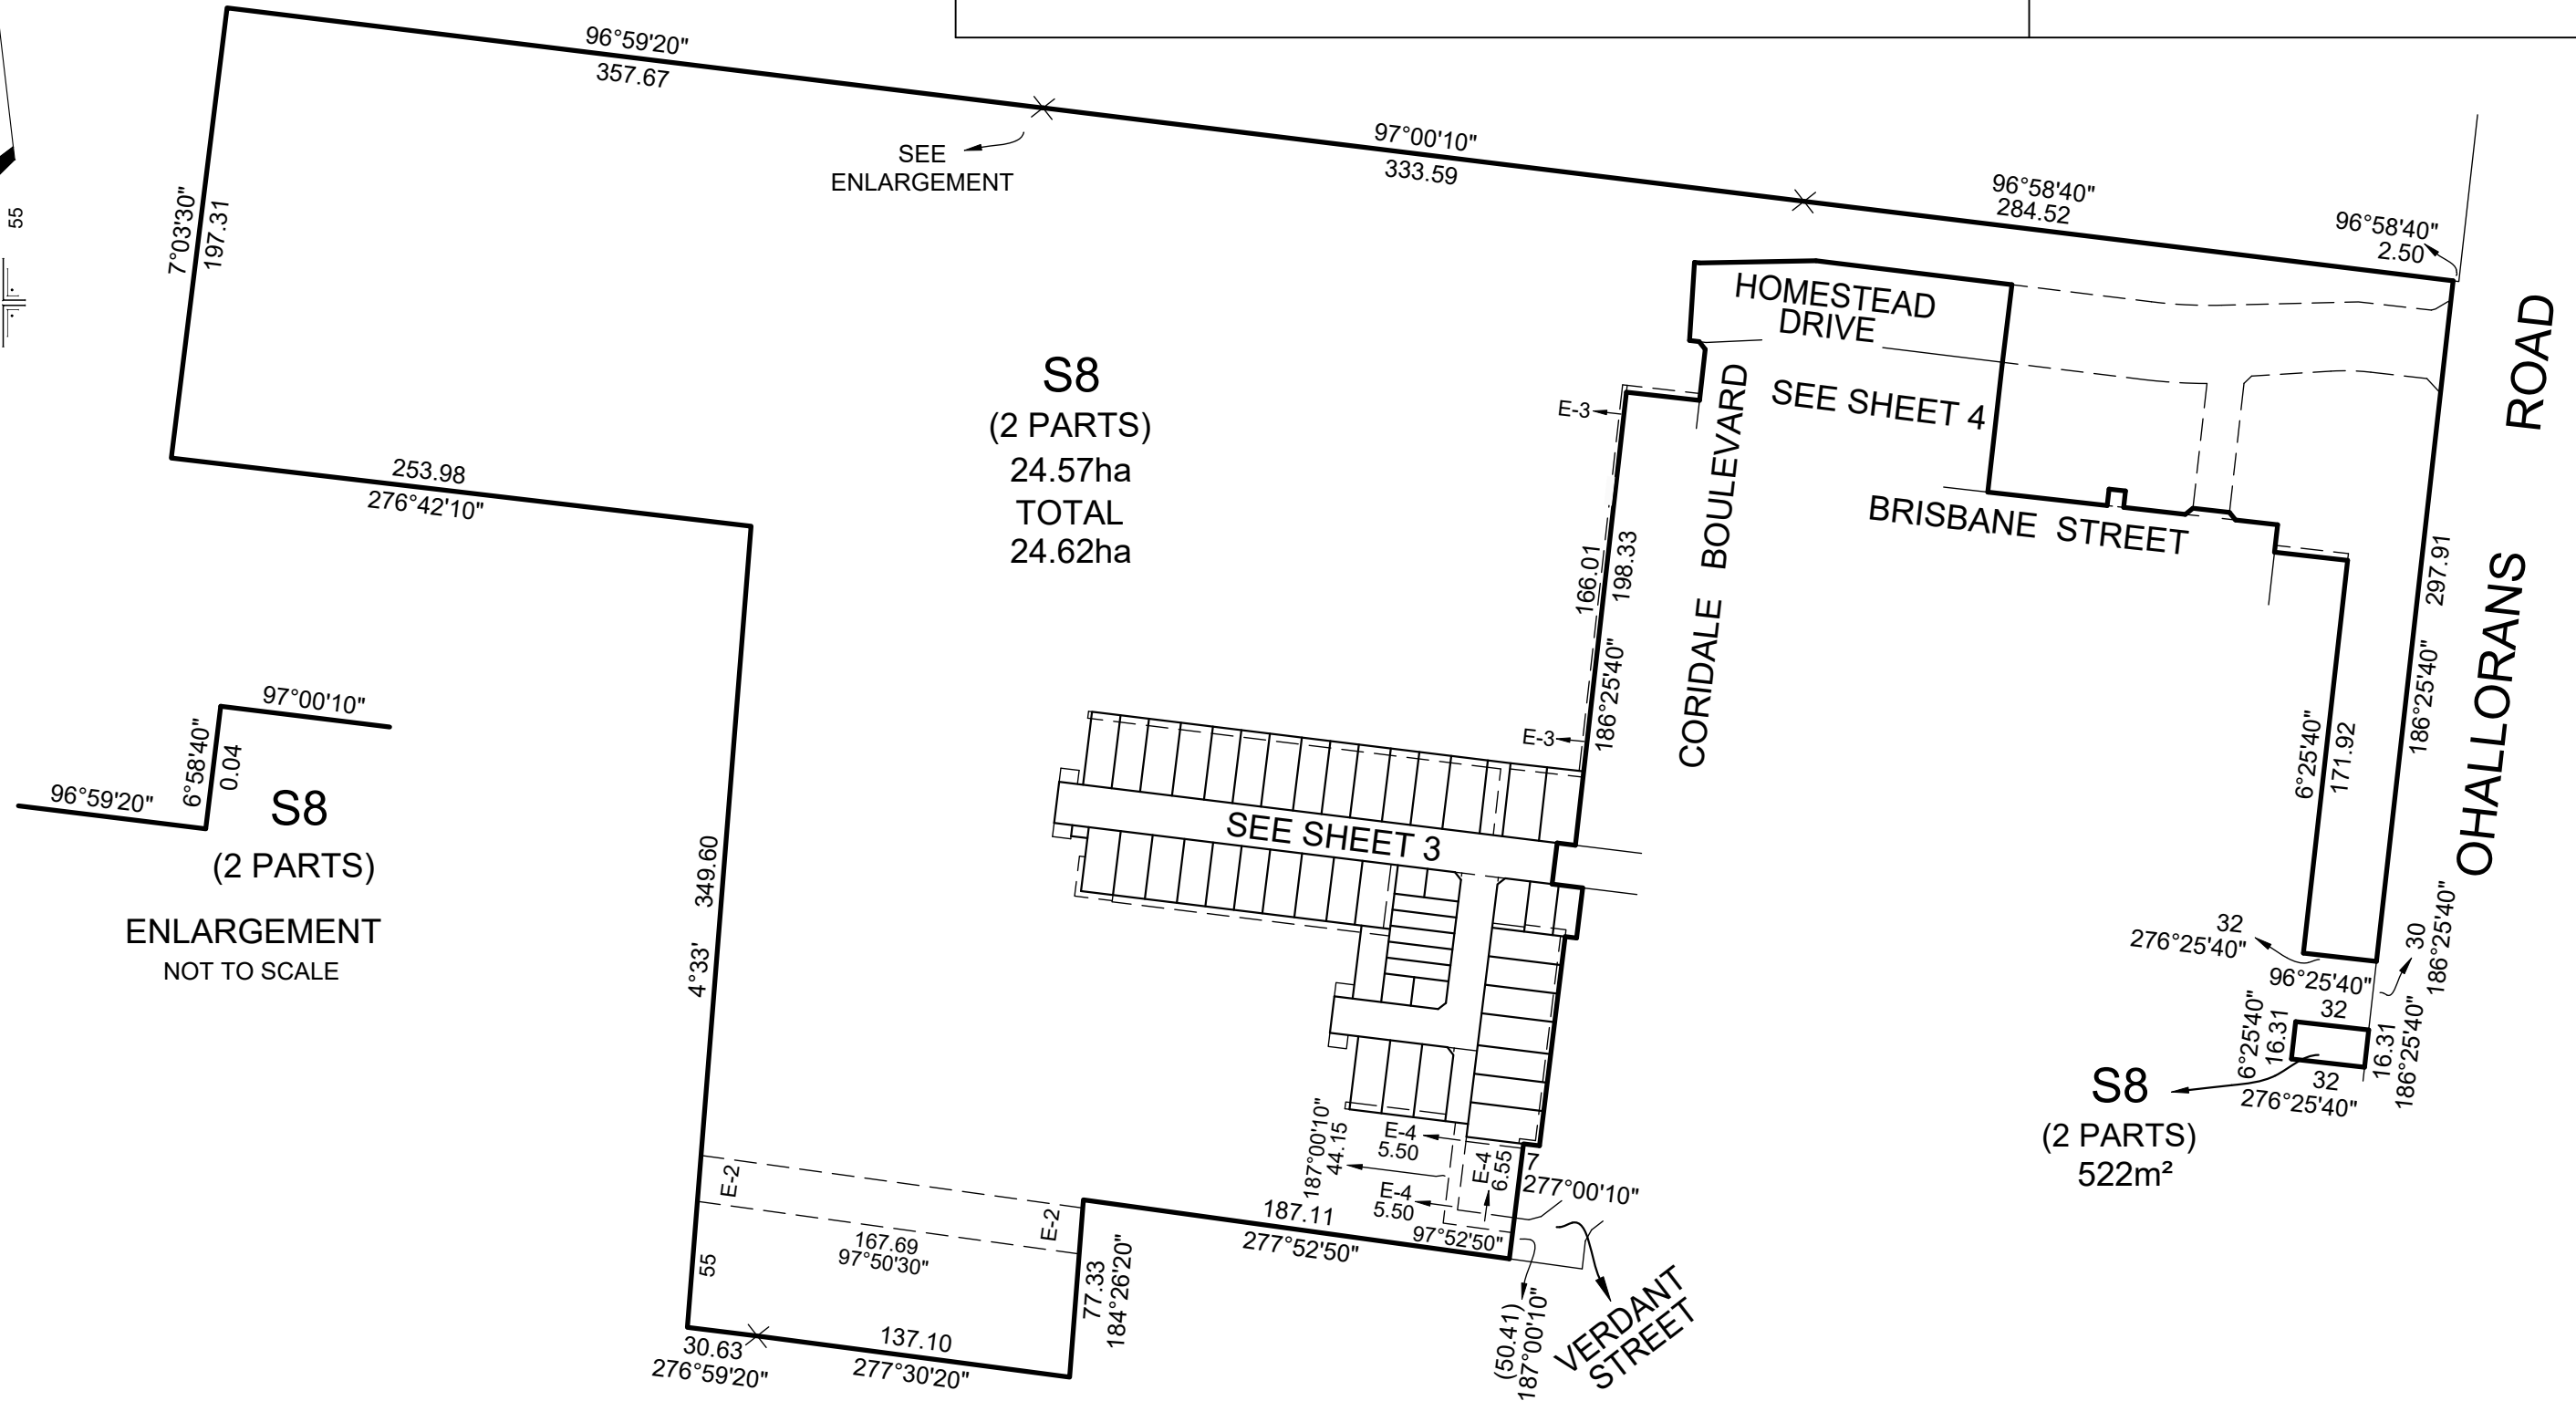 96°59'20"
357.67
SEE
ENLARGEMENT
97°00'10"
333.59
96°58'40"
284.52
96°58'40"
2.50
55
7°03'30"
197.31
HOMESTEAD
DRIVE
SEE SHEET 4
ROAD
OHALLORANS
S8
(2 PARTS)
24.57ha
TOTAL
24.62ha
E-3
CORIDALE BOULEVARD
BRISBANE STREET
253.98
276°42'10"
166.01
198.33
186°25'40"
E-3
297.91
186°25'40"
6°25'40"
171.92
97°00'10"
6°58'40"
0.04
96°59'20"
S8
(2 PARTS)
ENLARGEMENT
NOT TO SCALE
SEE SHEET 3
349.60
4°33'
32
276°25'40"
30
186°25'40"
96°25'40"
32
6°25'40"
16.31
16.31
186°25'40"
32
276°25'40"
S8
(2 PARTS)
522m²
187°00'10"
44.15
E-4
5.50
E-4
6.55
7
277°00'10"
E-4
5.50
E-2
E-2
167.69
97°50'30"
55
187.11
277°52'50"
97°52'50"
77.33
184°26'20"
(50.41)
187°00'10"
VERDANT
STREET
30.63
276°59'20"
137.10
277°30'20"